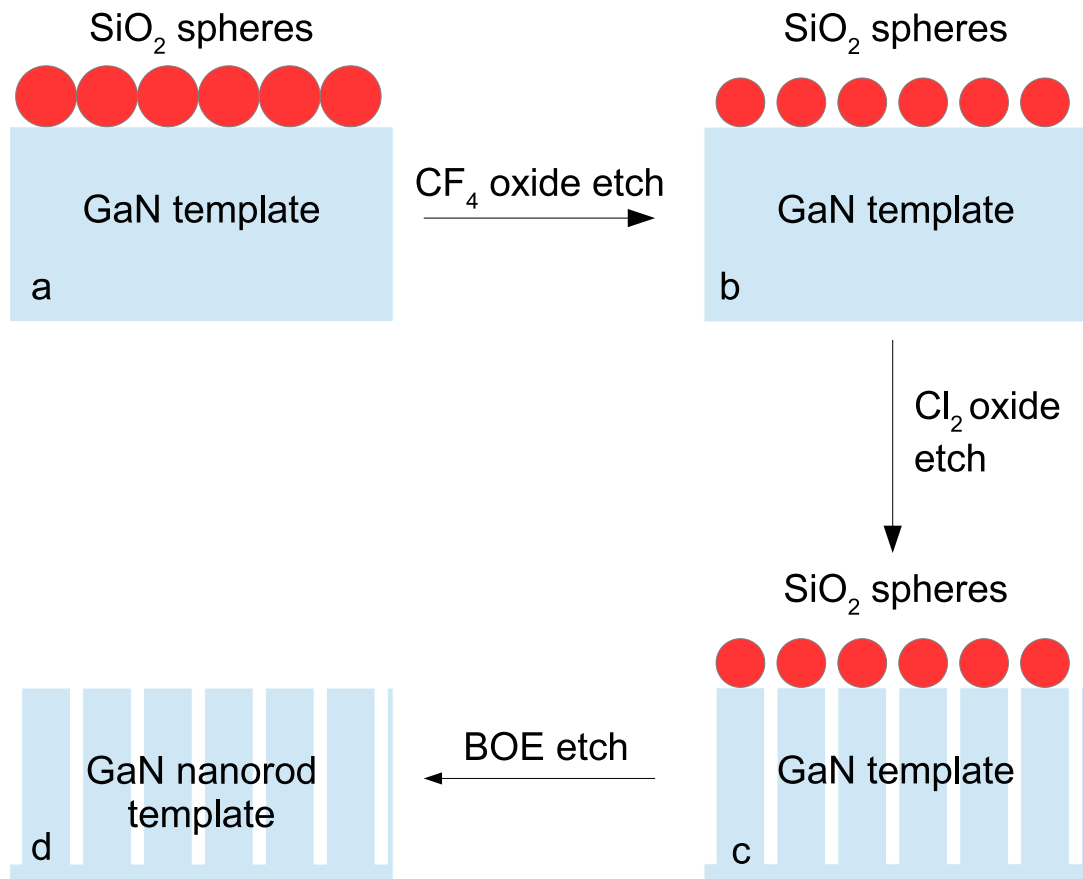 SiO₂ spheres
GaN template
a
CF₄ oxide etch
SiO₂ spheres
GaN template
b
Cl₂ oxide
etch
SiO₂ spheres
GaN template
c
BOE etch
GaN nanorod
template
d